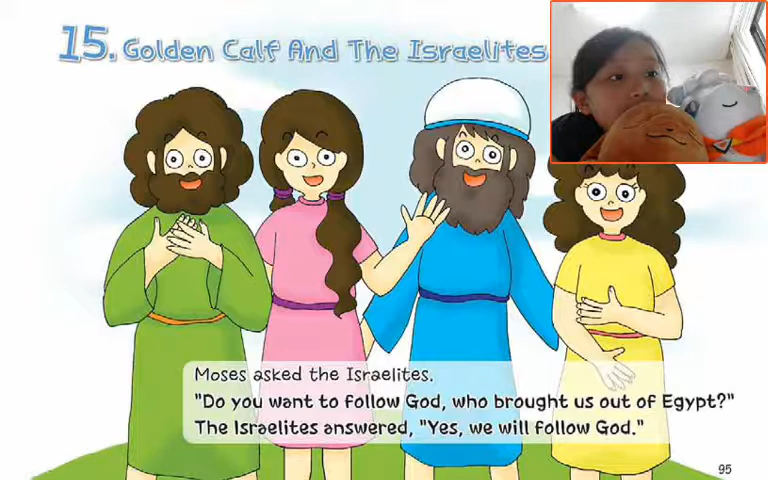 15. Golden Calf And The Israelites
Moses asked the Israelites.
"Do you want to follow God, who brought us out of Egypt?"
The Israelites answered, "Yes, we will follow God."
95